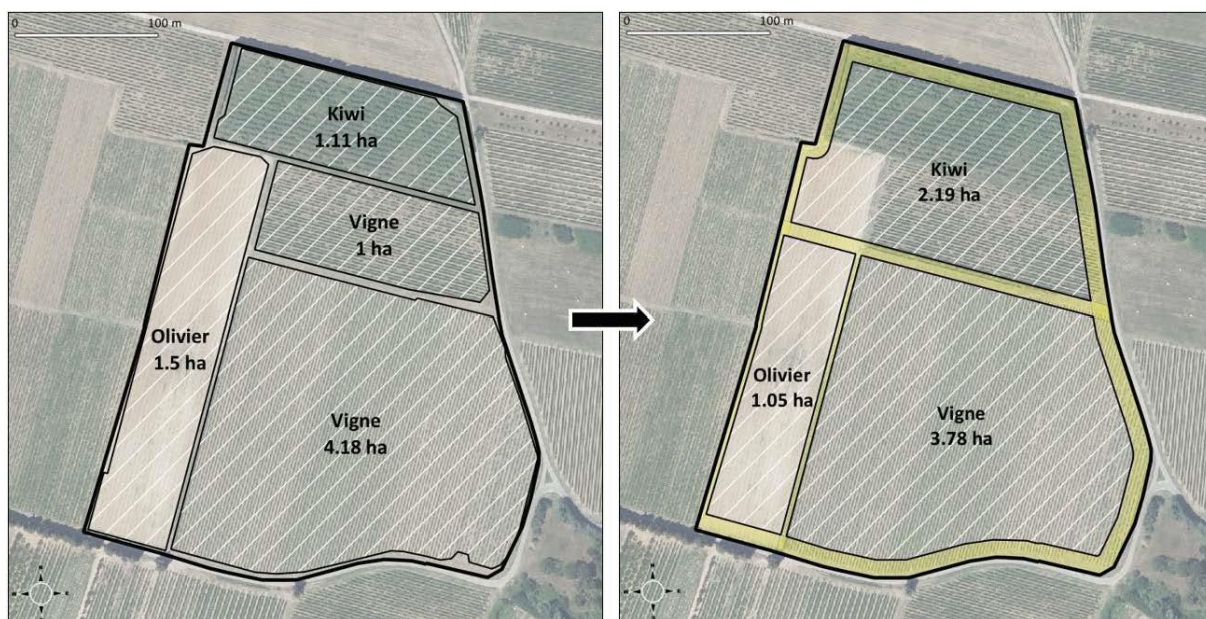 0 100 m
Kiwi
1.11 ha
Vigne
1 ha
Olivier
1.5 ha
Vigne
4.18 ha
0 100 m
Kiwi
2.19 ha
Olivier
1.05 ha
Vigne
3.78 ha